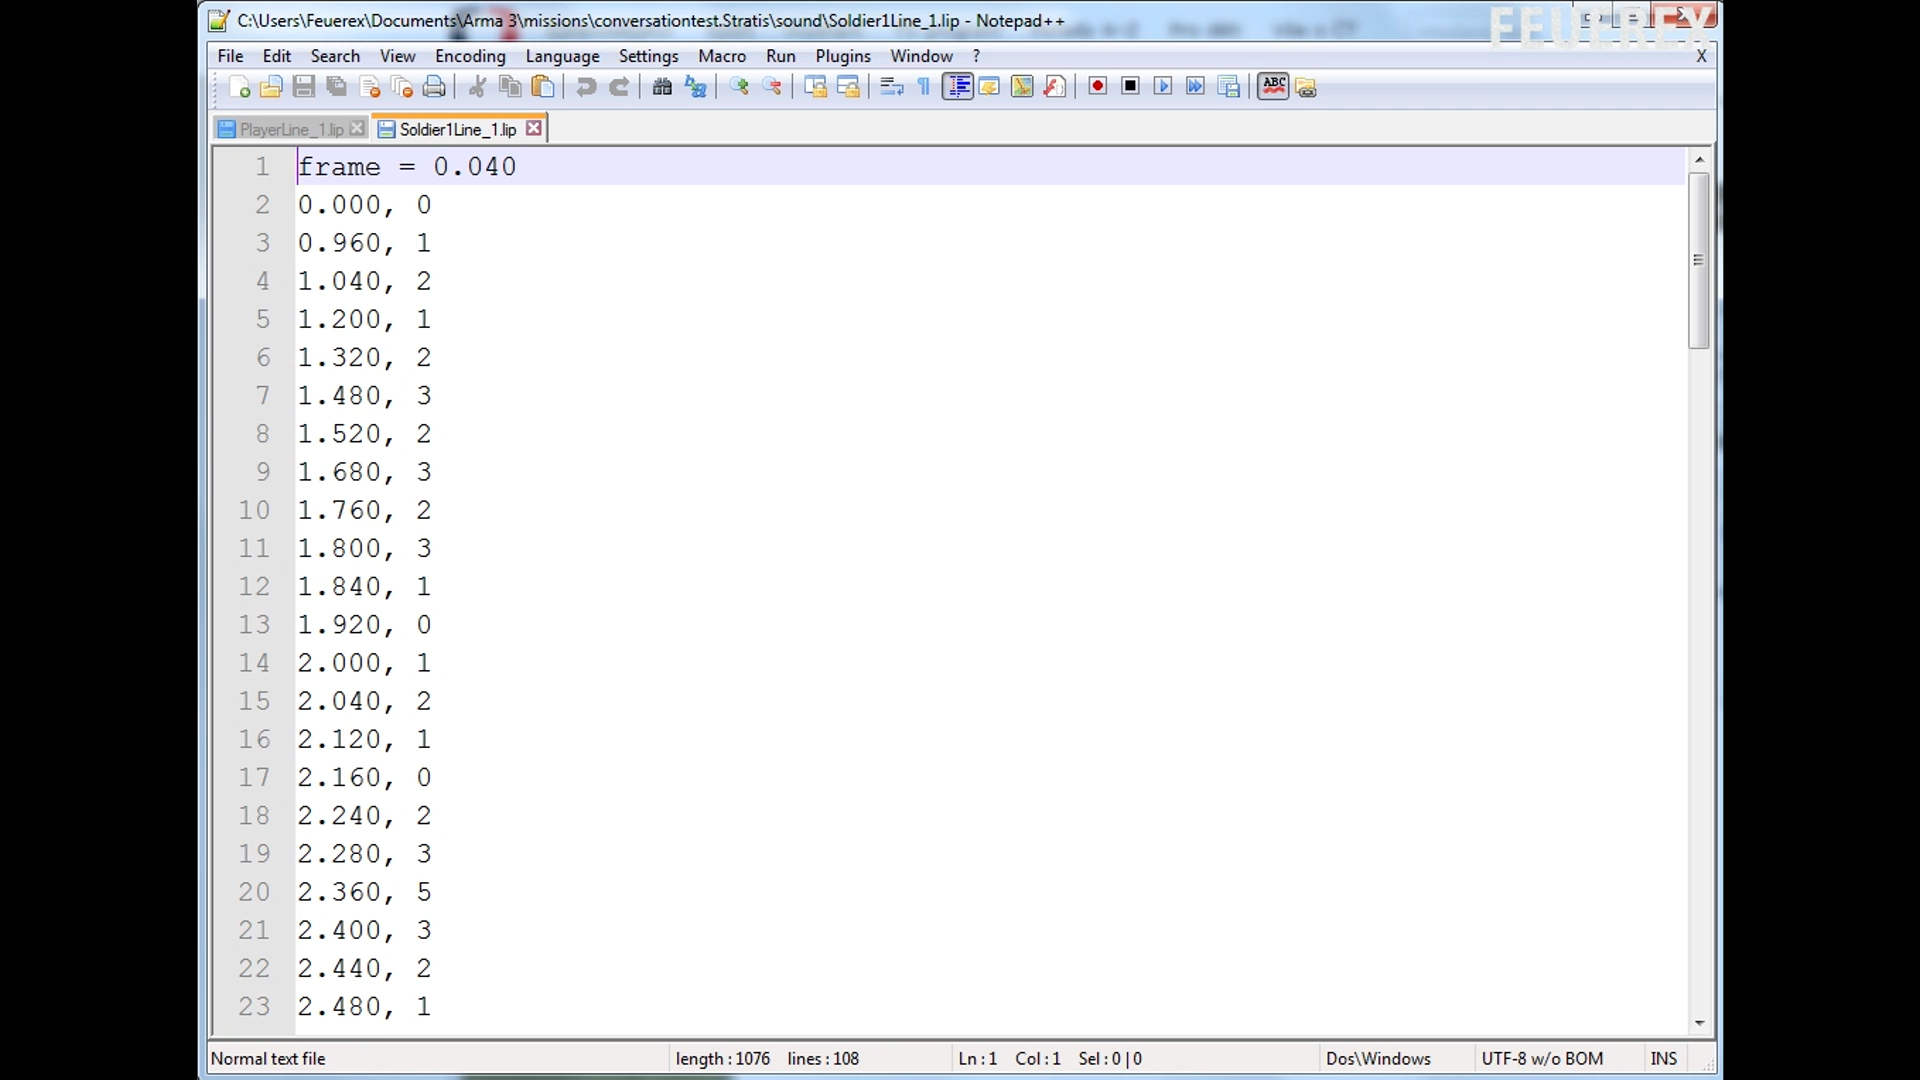 C:\Users\Feuerex\Documents\Arma 3\missions\conversationtest.Stratis\sound\Soldier1Line_1.lip - Notepad++
FEUEREX
File Edit Search View Encoding Language Settings Macro Run Plugins Window ? X
ABC
PlayerLine_1.lip Soldier1Line_1.lip
1 frame = 0.040
2 0.000, 0
3 0.960, 1
4 1.040, 2
5 1.200, 1
6 1.320, 2
7 1.480, 3
8 1.520, 2
9 1.680, 3
10 1.760, 2
11 1.800, 3
12 1.840, 1
13 1.920, 0
14 2.000, 1
15 2.040, 2
16 2.120, 1
17 2.160, 0
18 2.240, 2
19 2.280, 3
20 2.360, 5
21 2.400, 3
22 2.440, 2
23 2.480, 1
Normal text file length : 1076 lines : 108 Ln : 1 Col : 1 Sel : 0 | 0 Dos\Windows UTF-8 w/o BOM INS